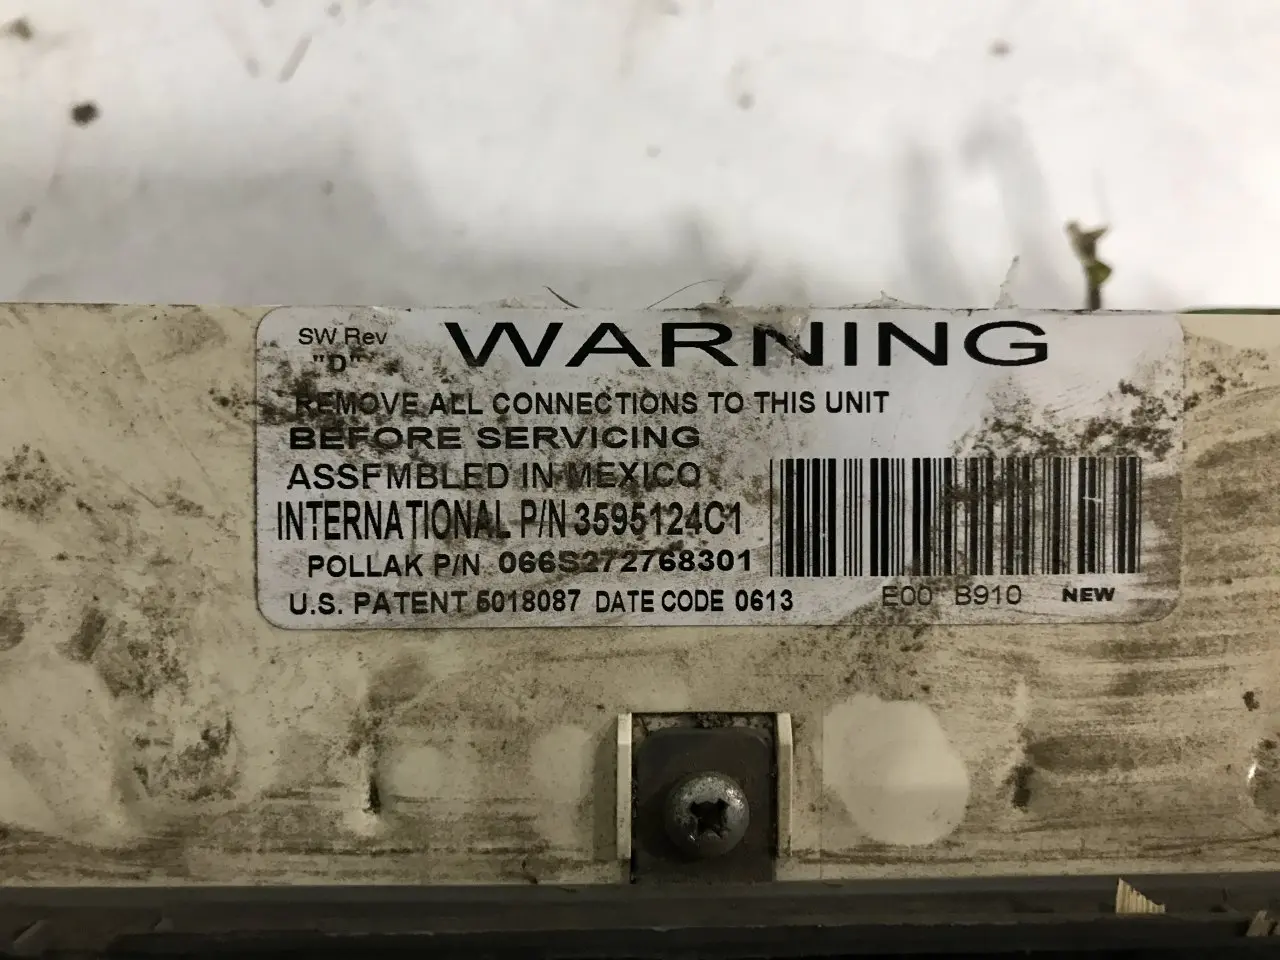 SW Rev
"D"
WARNING
REMOVE ALL CONNECTIONS TO THIS UNIT
BEFORE SERVICING
ASSEMBLED IN MEXICO
INTERNATIONAL P/N 3595124C1
POLLAK P/N 066S272768301
U.S. PATENT 5018087 DATE CODE 0613
E00 B910 NEW